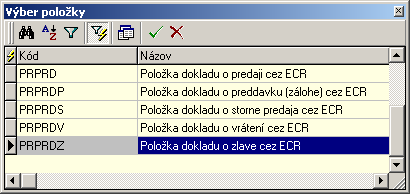 Výber položky
Kód Názov
PRPRD Položka dokladu o predaji cez ECR
PRPRDP Položka dokladu o preddavku (zálohe) cez ECR
PRPRDS Položka dokladu o storne predaja cez ECR
PRPRDV Položka dokladu o vrátení cez ECR
PRPRDZ Položka dokladu o zlave cez ECR